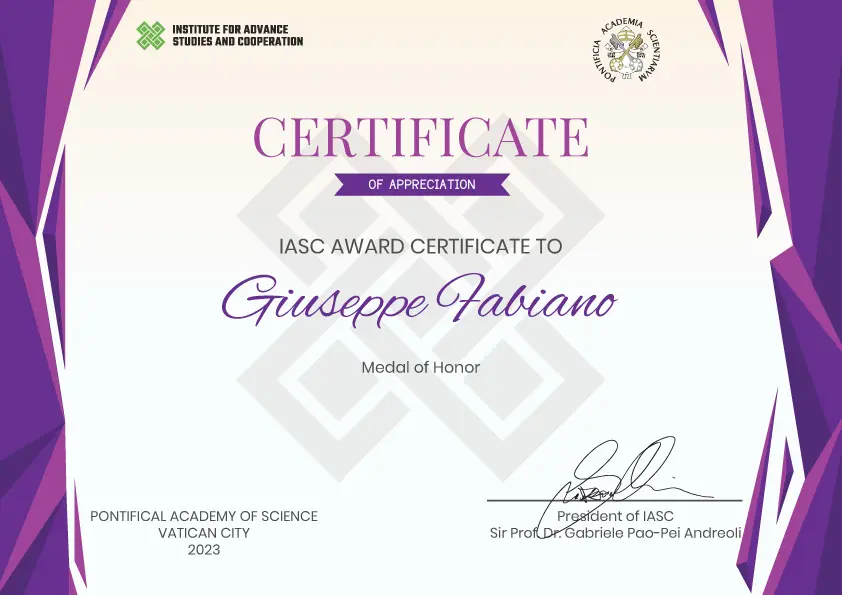 INSTITUTE FOR ADVANCE
STUDIES AND COOPERATION
PONTIFICIA ACADEMIA SCIENTIARVM
CERTIFICATE
OF APPRECIATION
IASC AWARD CERTIFICATE TO
Giuseppe Fabiano
Medal of Honor
PONTIFICAL ACADEMY OF SCIENCE
VATICAN CITY
2023
President of IASC
Sir Prof. Dr. Gabriele Pao-Pei Andreoli